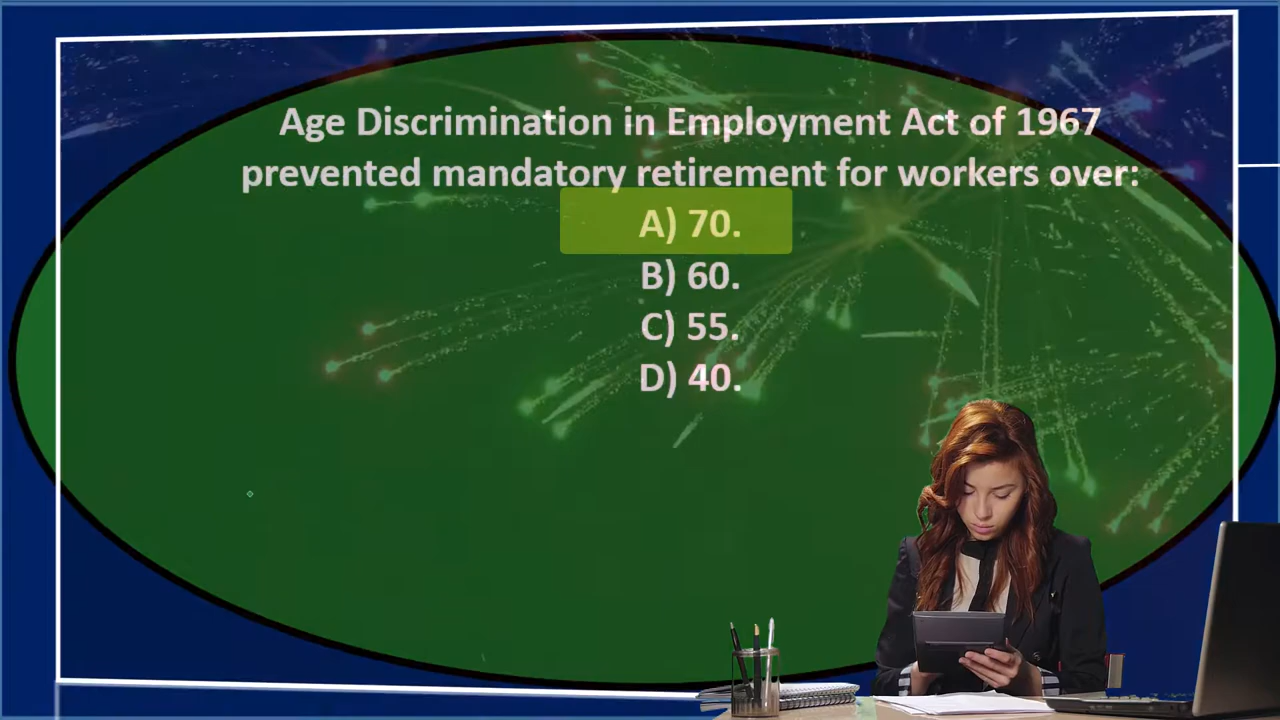 Age Discrimination in Employment Act of 1967
prevented mandatory retirement for workers over:
A) 70.
B) 60.
C) 55.
D) 40.